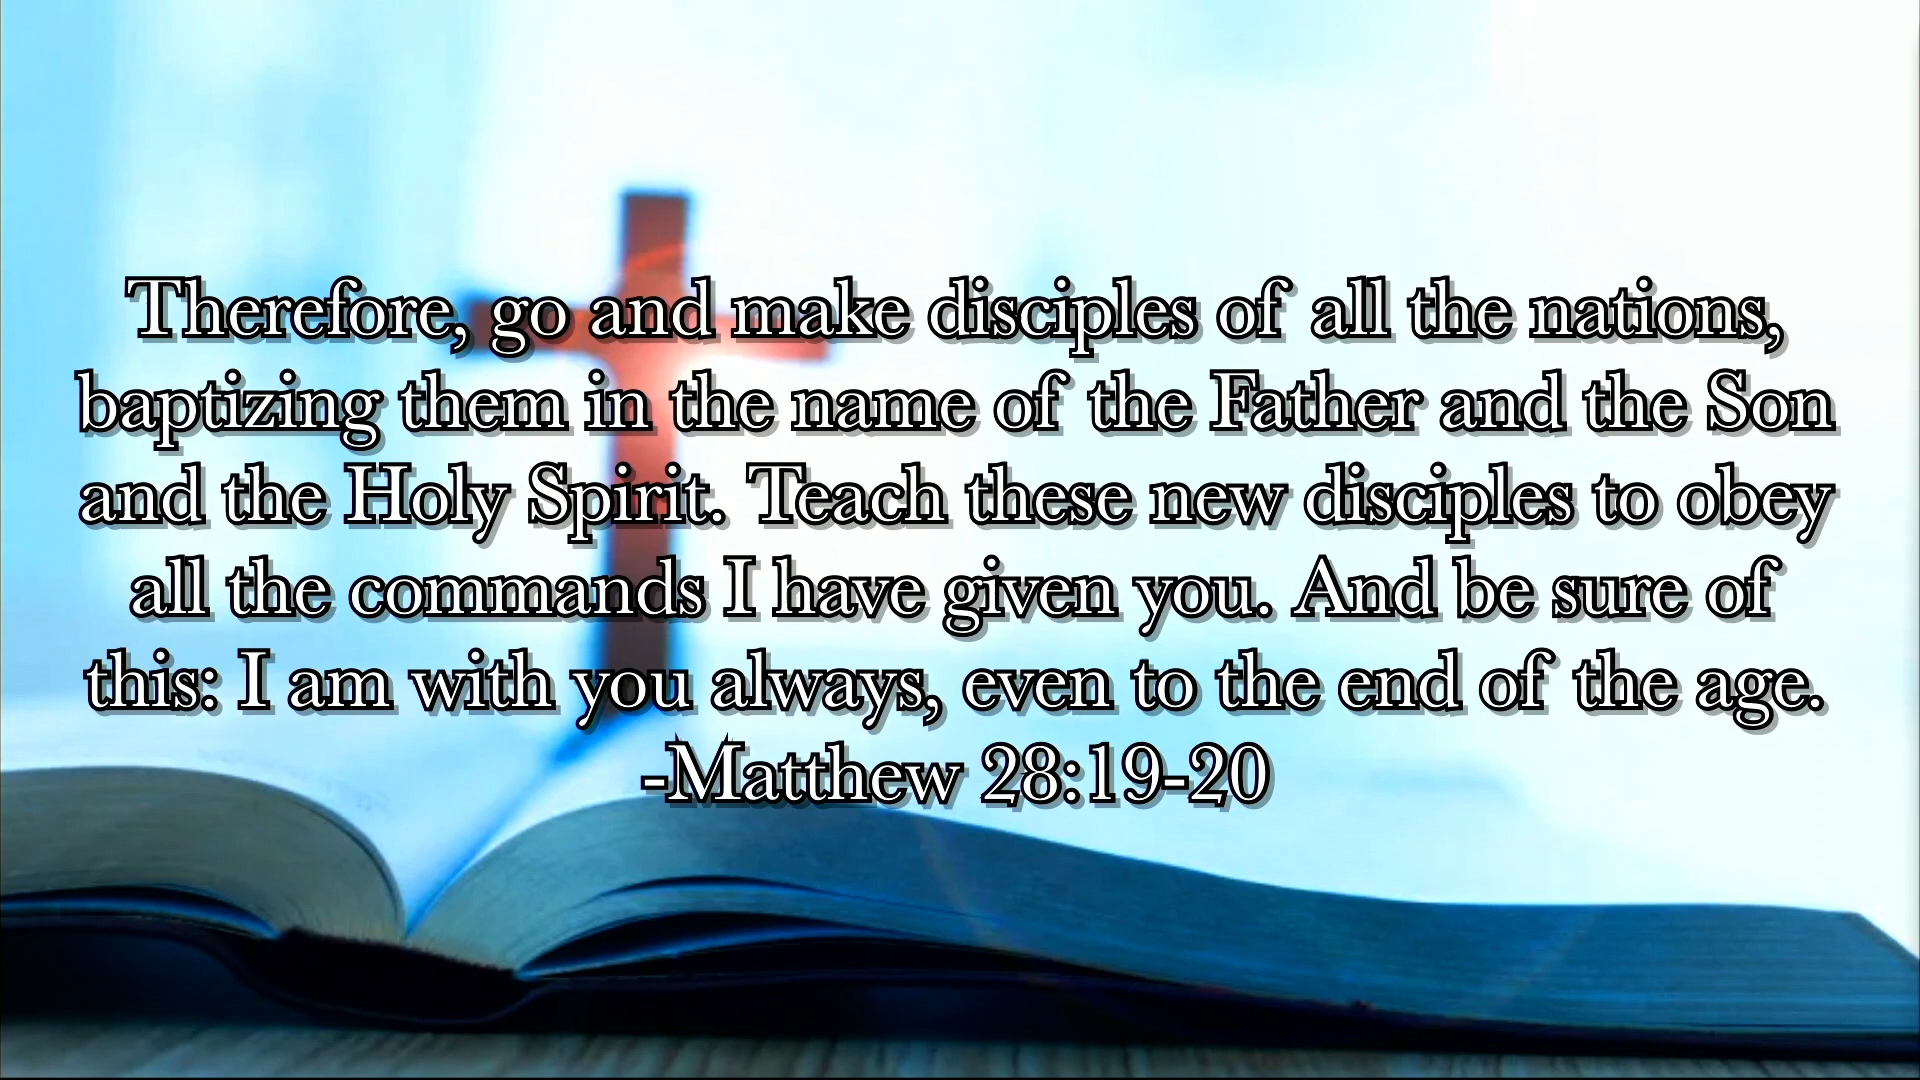 Therefore, go and make disciples of all the nations,
baptizing them in the name of the Father and the Son
and the Holy Spirit. Teach these new disciples to obey
all the commands I have given you. And be sure of
this: I am with you always, even to the end of the age.
-Matthew 28:19-20